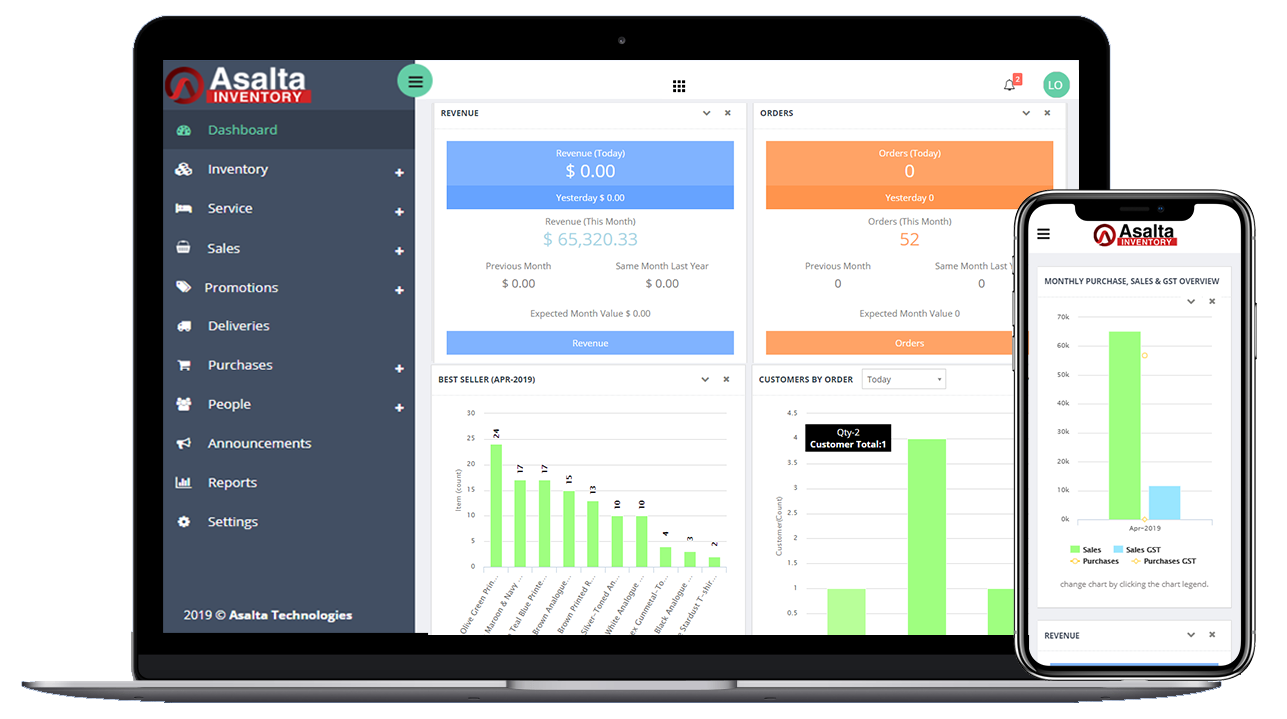 Asalta
INVENTORY
Dashboard
Inventory
Service
Sales
Promotions
Deliveries
Purchases
People
Announcements
Reports
Settings
2019 © Asalta Technologies
2
LO
REVENUE
Revenue (Today)
$ 0.00
Yesterday $ 0.00
Revenue (This Month)
$ 65,320.33
Previous Month Same Month Last Year
$ 0.00 $ 0.00
Expected Month Value $ 0.00
Revenue
ORDERS
Orders (Today)
0
Yesterday 0
Orders (This Month)
52
Previous Month Same Month Last
0 0
Expected Month Value 0
Orders
BEST SELLER (APR-2019)
Item (count)
30
25
20
15
10
5
0
24 17 17 15 13 10 10 4 3 2
Olive Green Prin...
Maroon & Navy ...
Teal Blue Printe...
Brown Analogue...
Brown Printed R...
Silver-Toned An...
White Analogue ...
ex Gunmetal-To...
Black Analogue ...
Stardust T-shir...
CUSTOMERS BY ORDER Today
Customer(Count)
4.5
4
3.5
3
2.5
2
1.5
1
0.5
Qty-2
Customer Total:1
Asalta
INVENTORY
MONTHLY PURCHASE, SALES & GST OVERVIEW
70k
60k
50k
40k
30k
20k
10k
0k
Apr-2019
Sales Sales GST
Purchases Purchases GST
change chart by clicking the chart legend.
REVENUE